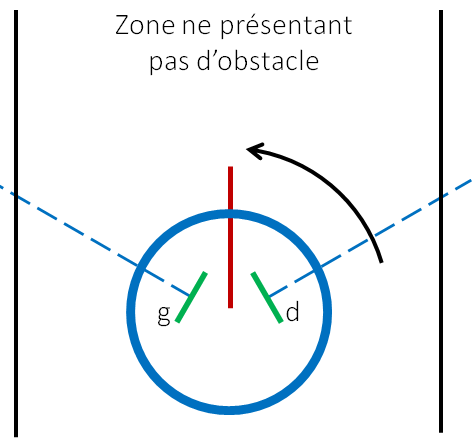 Zone ne présentant
pas d’obstacle
g
d